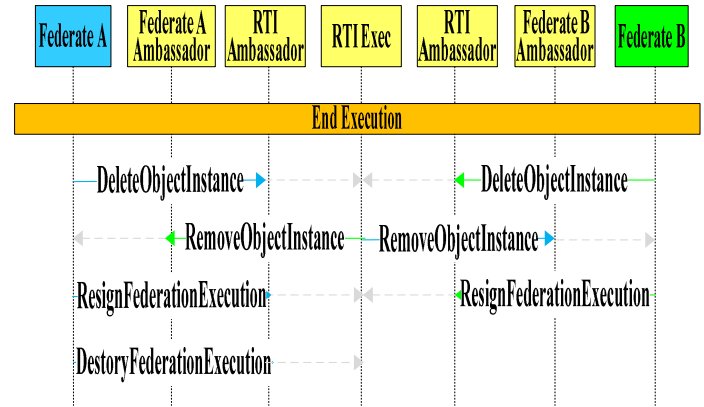 Federate A
Federate A
Ambassador
RTI
Ambassador
RTI Exec
RTI
Ambassador
Federate B
Ambassador
Federate B
End Execution
DeleteObjectInstance
DeleteObjectInstance
RemoveObjectInstance
RemoveObjectInstance
ResignFederationExecution
ResignFederationExecution
DestoryFederationExecution